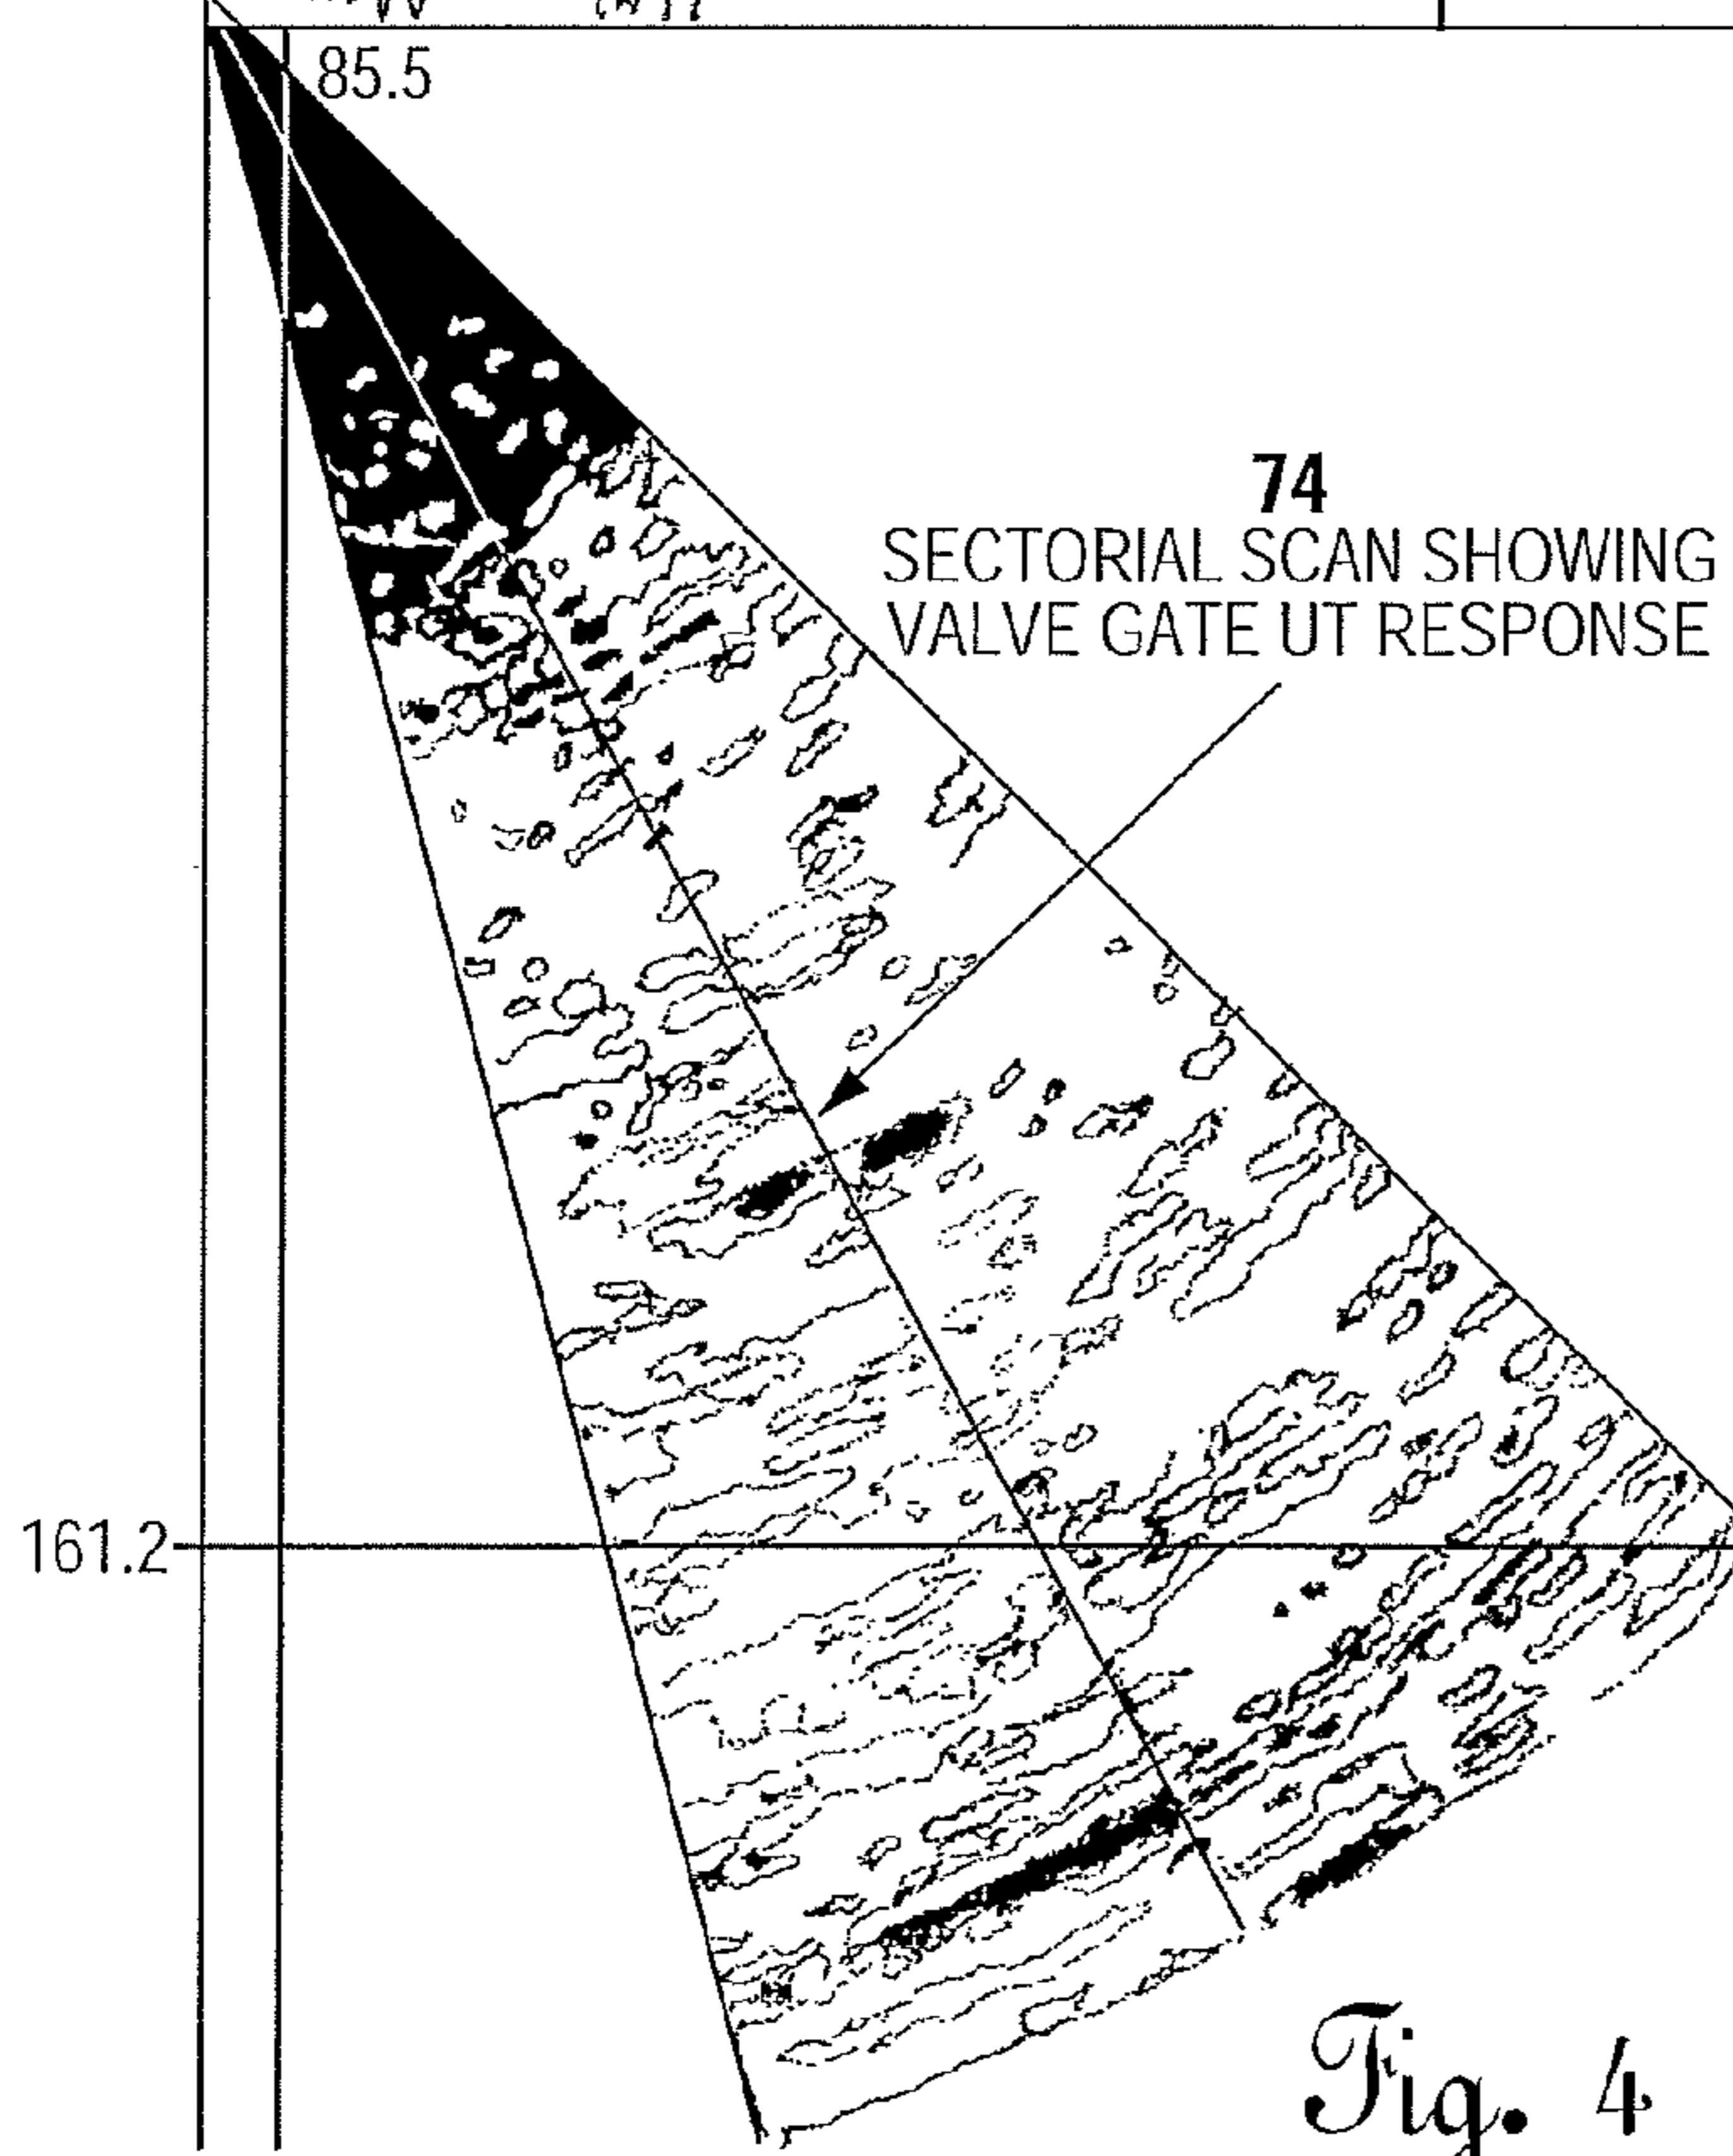 85.5
74
SECTORIAL SCAN SHOWING
VALVE GATE UT RESPONSE
161.2
Fig. 4